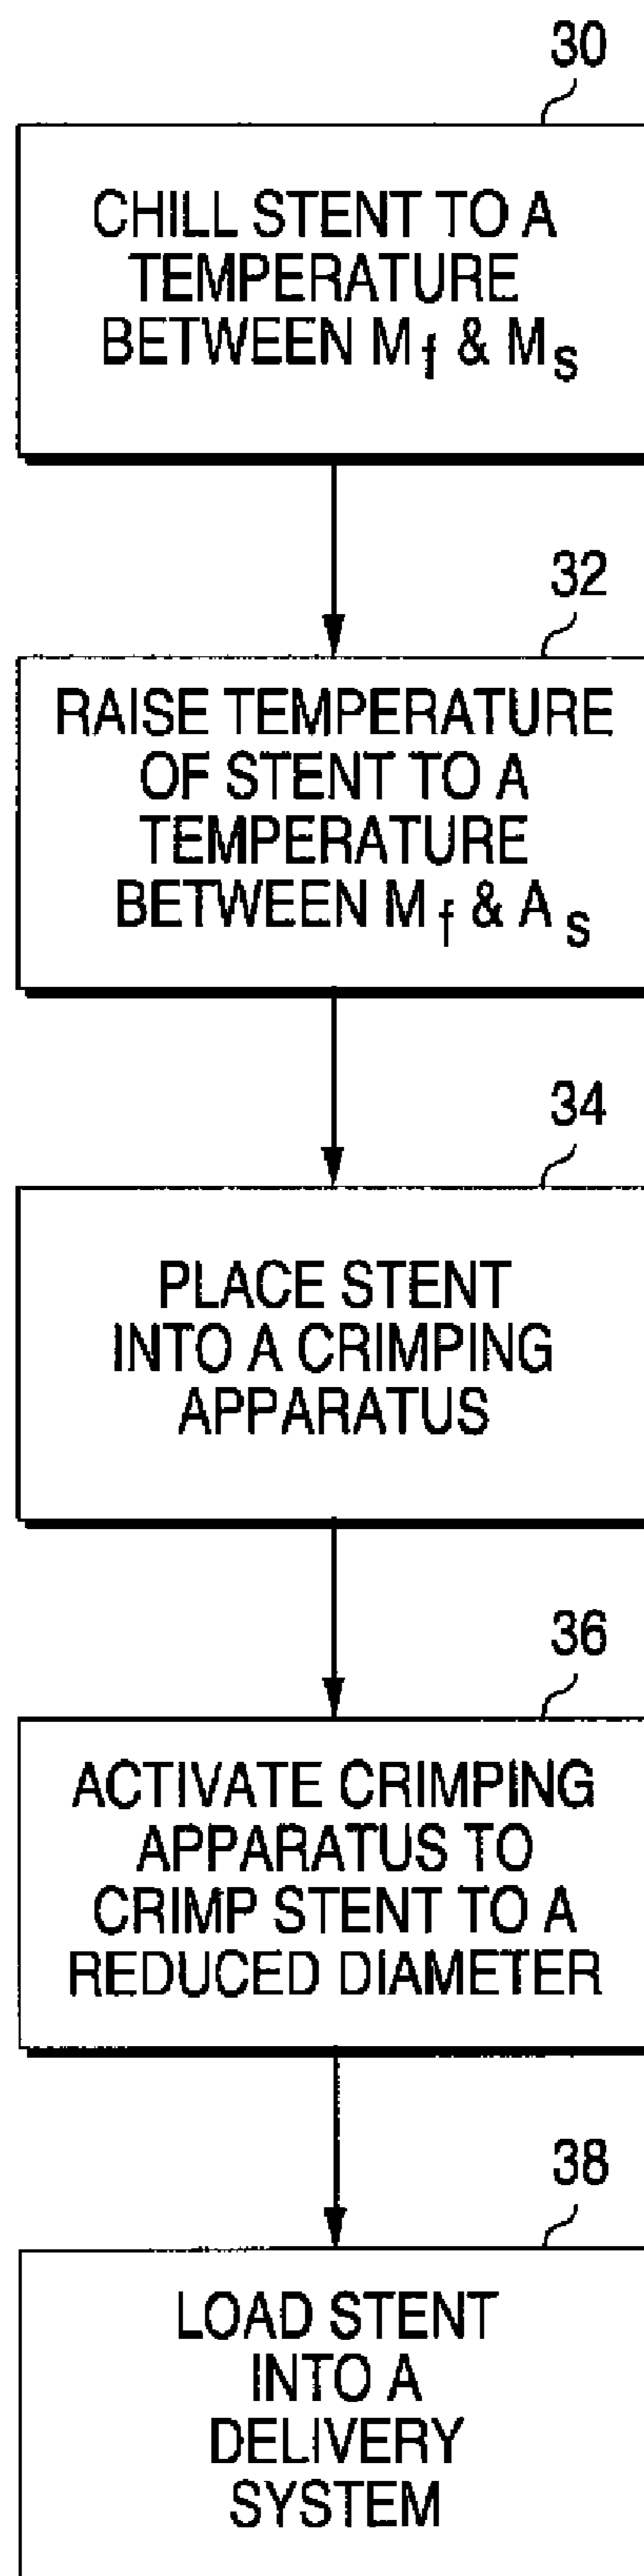 30
CHILL STENT TO A
TEMPERATURE
BETWEEN Mf & Ms
32
RAISE TEMPERATURE
OF STENT TO A
TEMPERATURE
BETWEEN Mf & As
34
PLACE STENT
INTO A CRIMPING
APPARATUS
36
ACTIVATE CRIMPING
APPARATUS TO
CRIMP STENT TO A
REDUCED DIAMETER
38
LOAD STENT
INTO A
DELIVERY
SYSTEM